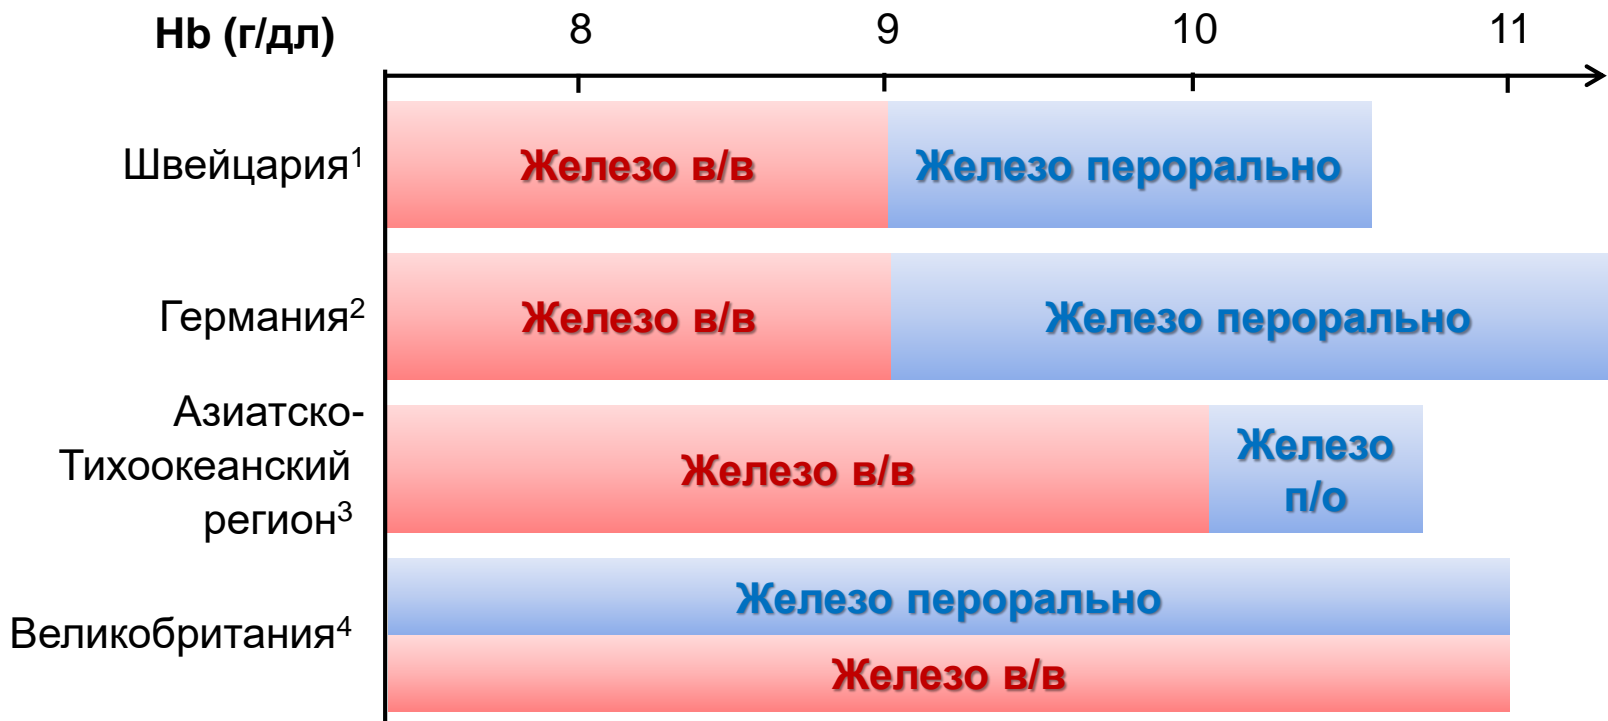 Hb (г/дл) 8 9 10 11
Швейцария¹ Железо в/в Железо перорально
Германия² Железо в/в Железо перорально
Азиатско-
Тихоокеанский
регион³
Железо в/в
Железо
п/о
Великобритания⁴
Железо перорально
Железо в/в